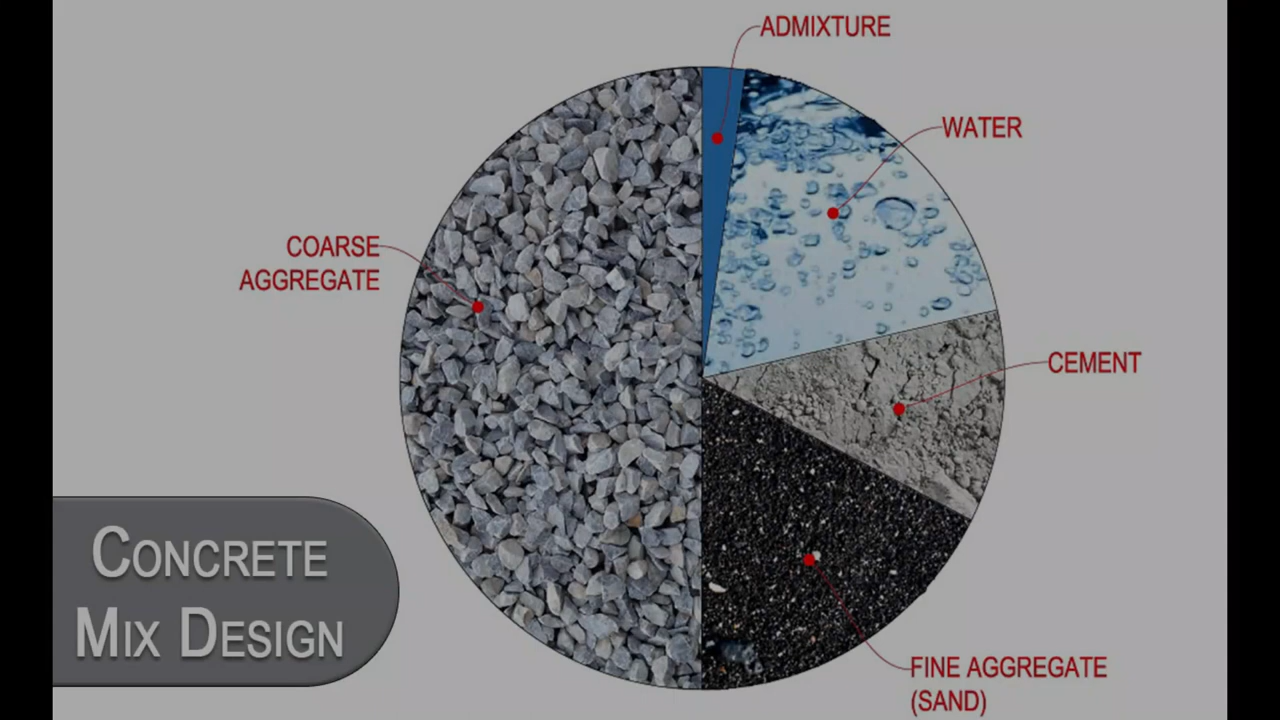 ADMIXTURE
WATER
COARSE
AGGREGATE
CEMENT
CONCRETE
MIX DESIGN
FINE AGGREGATE
(SAND)